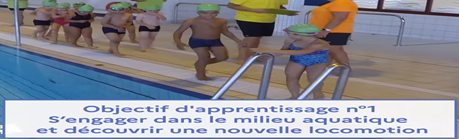 Objectif d'apprentissage n°1
S'engager dans le milieu aquatique
et découvrir une nouvelle locomotion